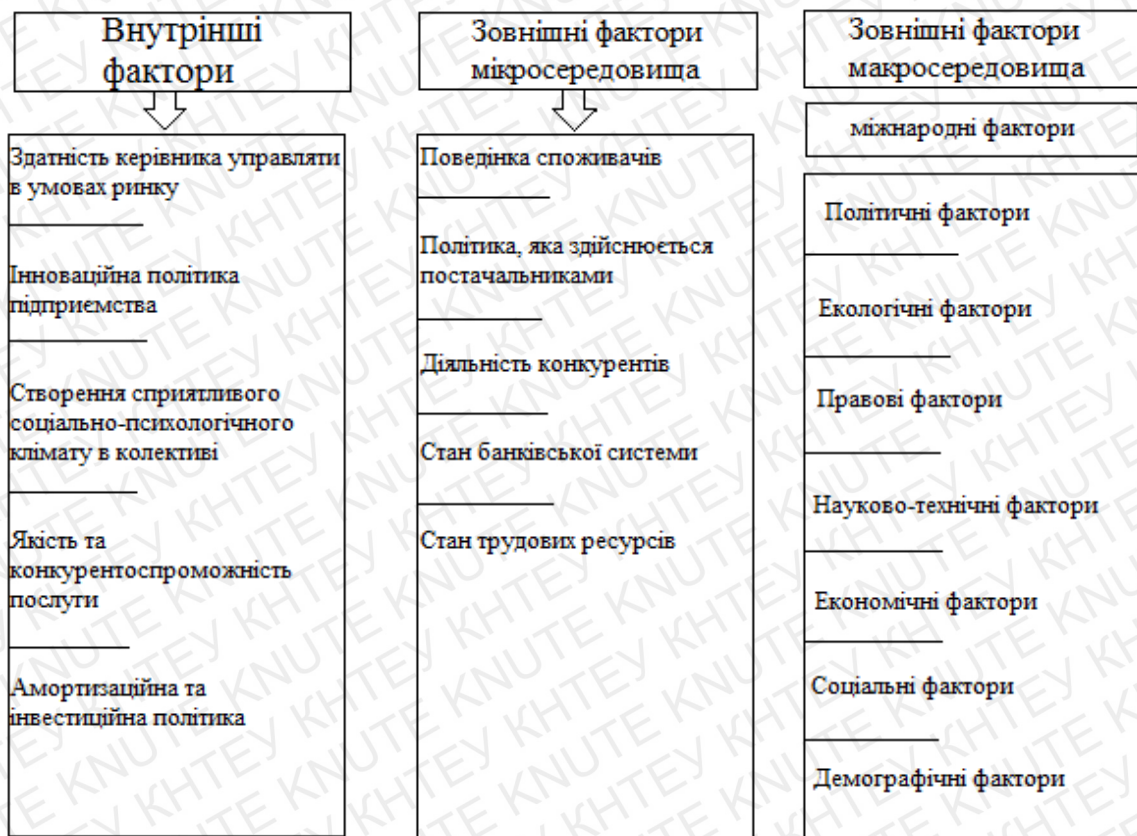 Внутрінші
фактори
Здатність керівника управляти
в умовах ринку
Інноваційна політика
підприємства
Створення сприятливого
соціально-психологічного
клімату в колективі
Якість та
конкурентоспроможність
послуги
Амортизаційна та
інвестиційна політика
Зовнішні фактори
мікросередовища
Поведінка споживачів
Політика, яка здійснюється
постачальниками
Діяльність конкурентів
Стан банківської системи
Стан трудових ресурсів
Зовнішні фактори
макросередовища
міжнародні фактори
Політичні фактори
Екологічні фактори
Правові фактори
Науково-технічні фактори
Економічні фактори
Соціальні фактори
Демографічні фактори